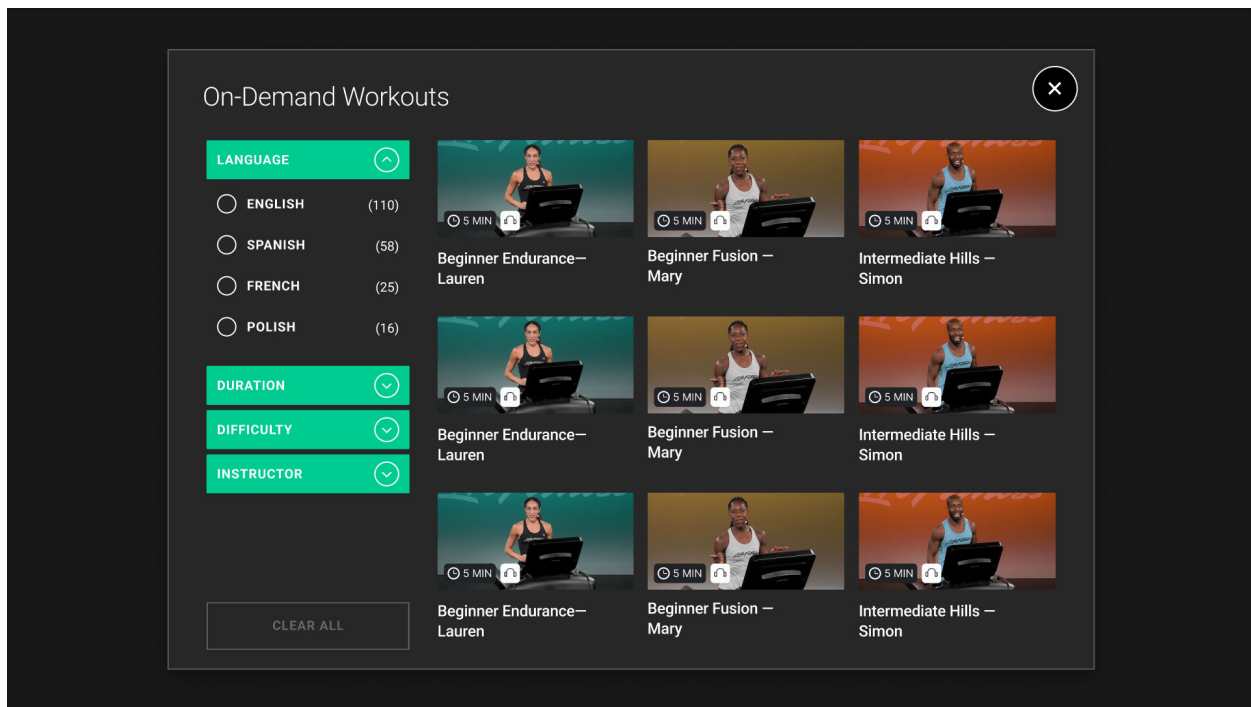 On-Demand Workouts
LANGUAGE
ENGLISH (110)
SPANISH (58)
FRENCH (25)
POLISH (16)
DURATION
DIFFICULTY
INSTRUCTOR
CLEAR ALL
5 MIN
Beginner Endurance—
Lauren
5 MIN
Beginner Fusion —
Mary
5 MIN
Intermediate Hills —
Simon
5 MIN
Beginner Endurance—
Lauren
5 MIN
Beginner Fusion —
Mary
5 MIN
Intermediate Hills —
Simon
5 MIN
Beginner Endurance—
Lauren
5 MIN
Beginner Fusion —
Mary
5 MIN
Intermediate Hills —
Simon